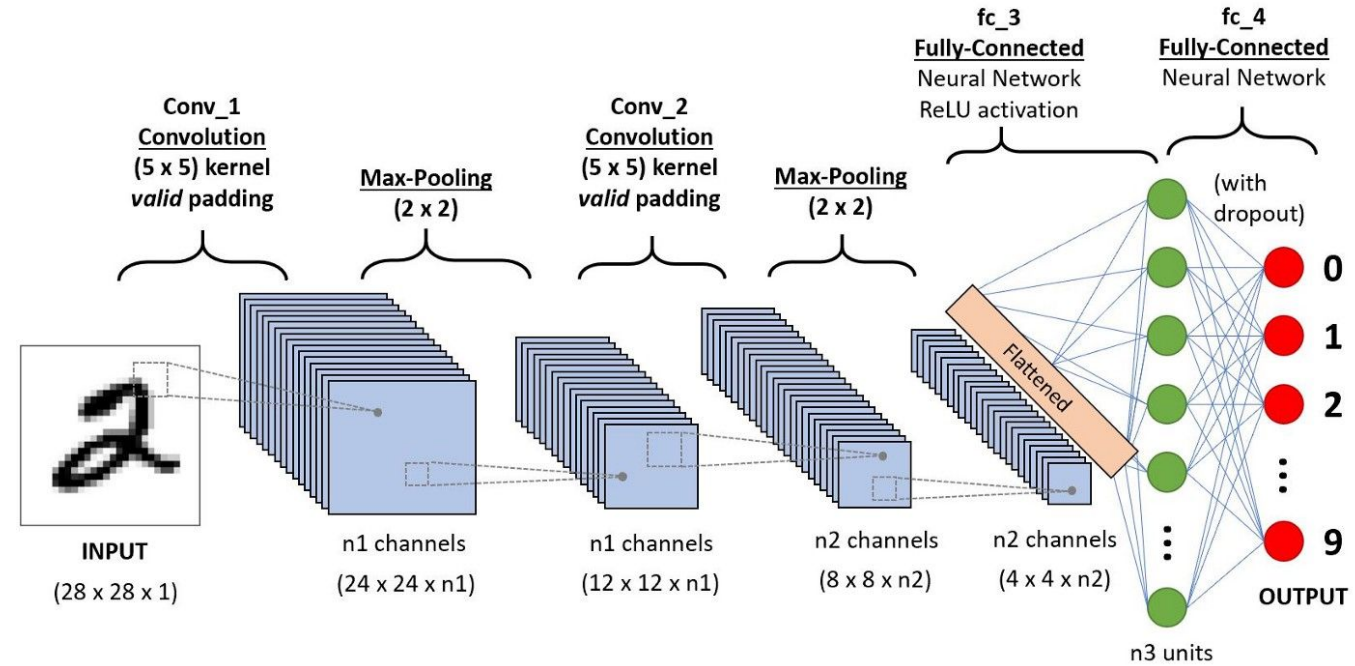 Conv_1
Convolution
(5 x 5) kernel
valid padding
Max-Pooling
(2 x 2)
Conv_2
Convolution
(5 x 5) kernel
valid padding
Max-Pooling
(2 x 2)
fc_3
Fully-Connected
Neural Network
ReLU activation
fc_4
Fully-Connected
Neural Network
(with
dropout)
Flattened
0
1
2
9
OUTPUT
2
INPUT
(28 x 28 x 1)
n1 channels
(24 x 24 x n1)
n1 channels
(12 x 12 x n1)
n2 channels
(8 x 8 x n2)
n2 channels
(4 x 4 x n2)
n3 units